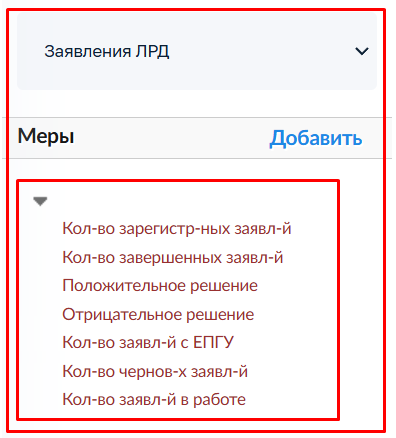 Заявления ЛРД
Меры Добавить
Кол-во зарегистр-ных заявл-й
Кол-во завершенных заявл-й
Положительное решение
Отрицательное решение
Кол-во заявл-й с ЕПГУ
Кол-во чернов-х заявл-й
Кол-во заявл-й в работе